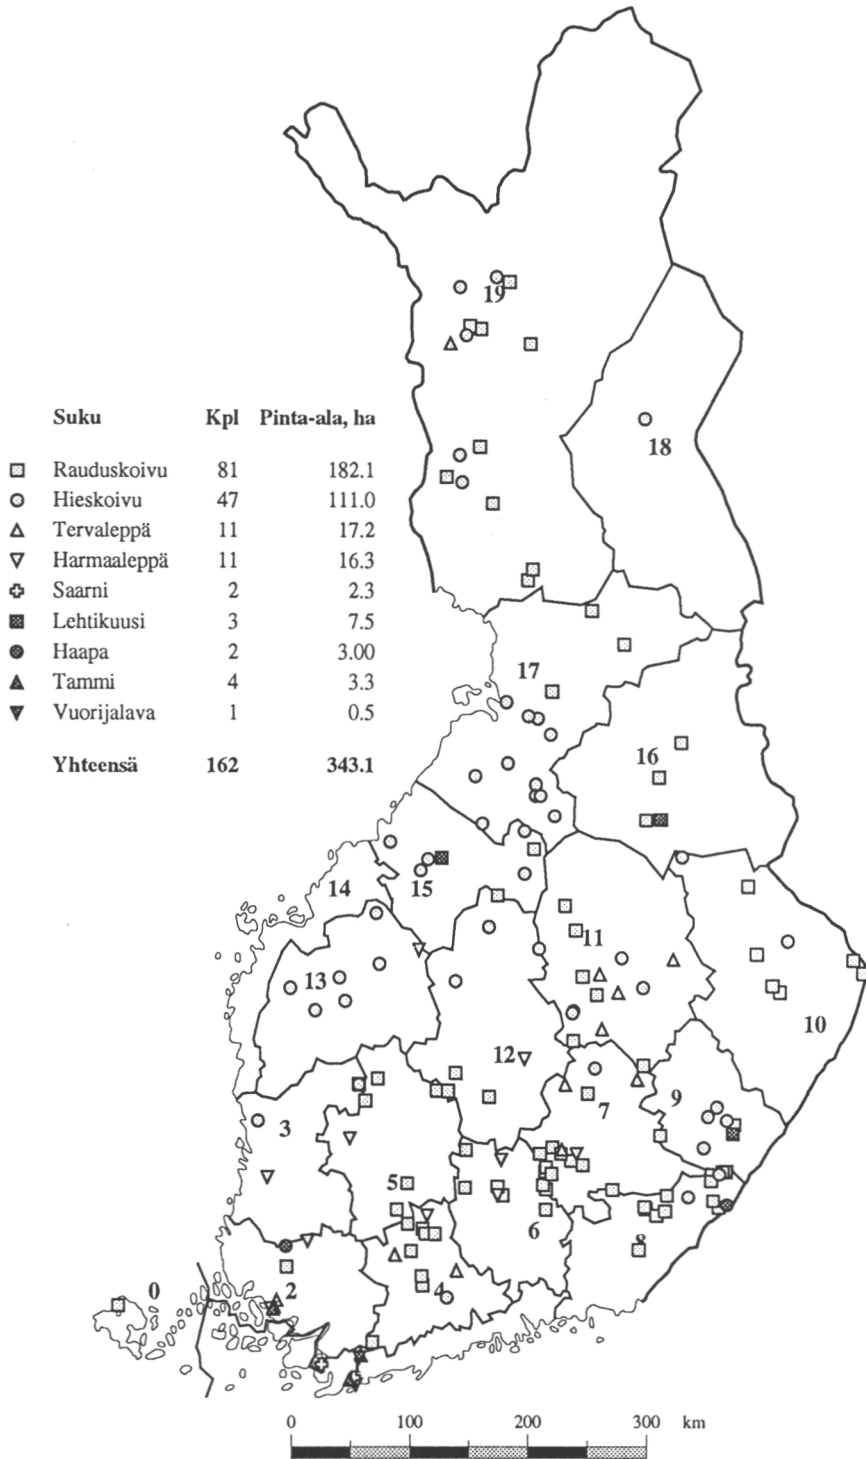 19
18
Suku Kpl Pinta-ala, ha
Rauduskoivu 81 182.1
Hieskoivu 47 111.0
Tervaleppä 11 17.2
Harmaaleppä 11 16.3
Saarni 2 2.3
Lehtikuusi 3 7.5
Haapa 2 3.00
Tammi 4 3.3
Vuorijalava 1 0.5
Yhteensä 162 343.1
17
16
14
15
11
13
10
12
9
7
3
5
6
8
0
2
4
0 100 200 300 km